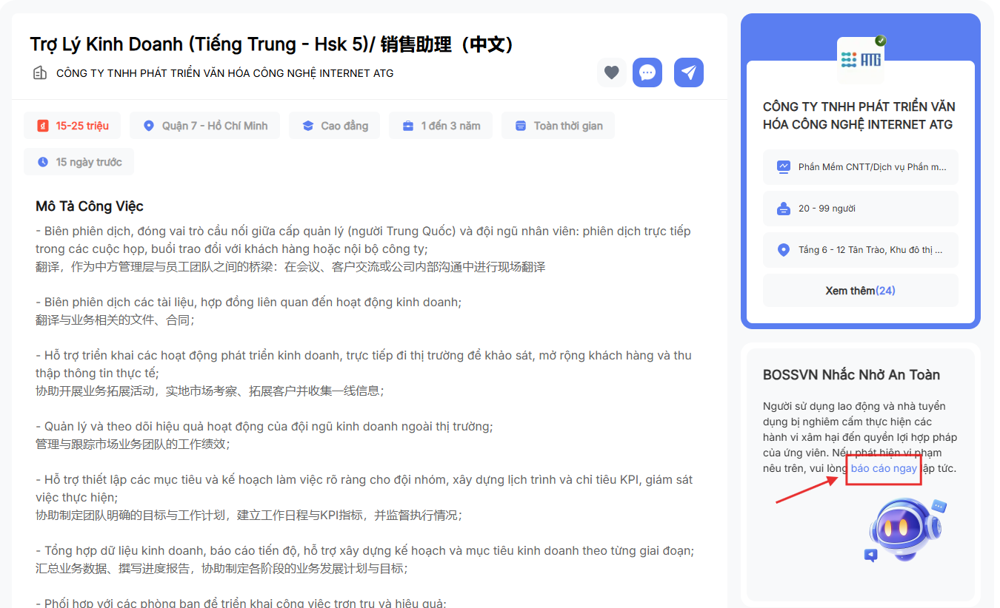 Trợ Lý Kinh Doanh (Tiếng Trung - Hsk 5)/ 销售助理（中文）
CÔNG TY TNHH PHÁT TRIỂN VĂN HÓA CÔNG NGHỆ INTERNET ATG
15-25 triệu
Quận 7 - Hồ Chí Minh
Cao đẳng
1 đến 3 năm
Toàn thời gian
15 ngày trước
Mô Tả Công Việc
- Biên phiên dịch, đóng vai trò cầu nối giữa cấp quản lý (người Trung Quốc) và đội ngũ nhân viên: phiên dịch trực tiếp
trong các cuộc họp, buổi trao đổi với khách hàng hoặc nội bộ công ty;
翻译，作为中方管理层与员工团队之间的桥梁：在会议、客户交流或公司内部沟通中进行现场翻译
- Biên phiên dịch các tài liệu, hợp đồng liên quan đến hoạt động kinh doanh;
翻译与业务相关的文件、合同；
- Hỗ trợ triển khai các hoạt động phát triển kinh doanh, trực tiếp đi thị trường để khảo sát, mở rộng khách hàng và thu
thập thông tin thực tế;
协助开展业务拓展活动，实地市场考察、拓展客户并收集一线信息；
- Quản lý và theo dõi hiệu quả hoạt động của đội ngũ kinh doanh ngoài thị trường;
管理与跟踪市场业务团队的工作绩效；
- Hỗ trợ thiết lập các mục tiêu và kế hoạch làm việc rõ ràng cho đội nhóm, xây dựng lịch trình và chỉ tiêu KPI, giám sát
việc thực hiện;
协助制定团队明确的目标与工作计划，建立工作日程与KPI指标，并监督执行情况；
- Tổng hợp dữ liệu kinh doanh, báo cáo tiến độ, hỗ trợ xây dựng kế hoạch và mục tiêu kinh doanh theo từng giai đoạn;
汇总业务数据、撰写进度报告，协助制定各阶段的业务发展计划与目标；
- Phối hợp với các phòng ban để triển khai công việc trơn tru và hiệu quả;
ATG
CÔNG TY TNHH PHÁT TRIỂN VĂN
HÓA CÔNG NGHỆ INTERNET ATG
Phần Mềm CNTT/Dịch vụ Phần m...
20 - 99 người
Tầng 6 - 12 Tân Trào, Khu đô thị ...
Xem thêm(24)
BOSSVN Nhắc Nhở An Toàn
Người sử dụng lao động và nhà tuyển
dụng bị nghiêm cấm thực hiện các
hành vi xâm hại đến quyền lợi hợp pháp
của ứng viên. Nếu phát hiện vi phạm
nêu trên, vui lòng báo cáo ngay lập tức.